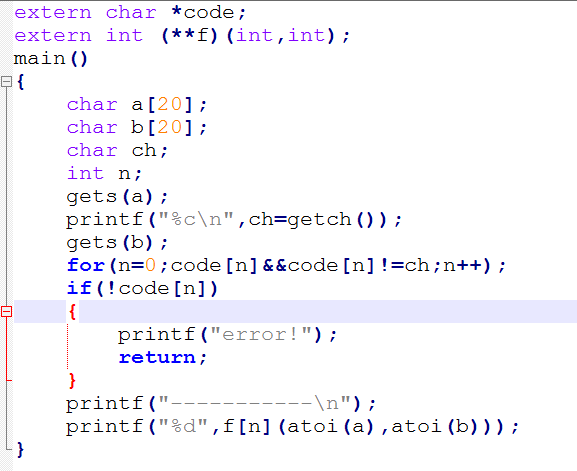 extern char *code;
extern int (**f)(int,int);
main()
{
char a[20];
char b[20];
char ch;
int n;
gets(a);
printf("%c\n",ch=getch());
gets(b);
for(n=0;code[n]&&code[n]!=ch;n++);
if(!code[n])
{
printf("error!");
return;
}
printf("-----------\n");
printf("%d",f[n](atoi(a),atoi(b)));
}